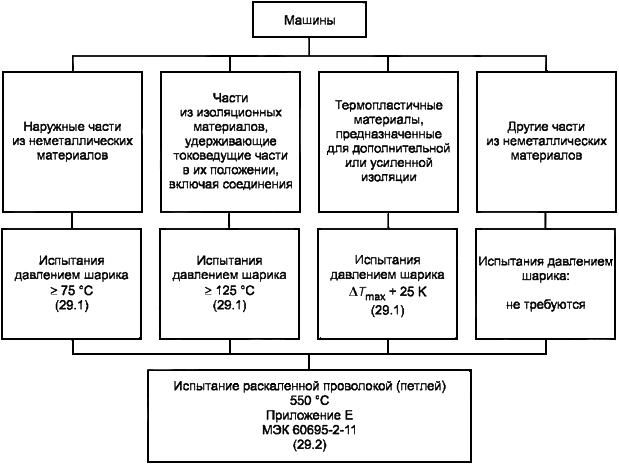 Машины
Наружные части
из неметаллических
материалов
Части
из изоляционных
материалов,
удерживающие
токоведущие части
в их положении,
включая соединения
Термопластичные
материалы,
предназначенные
для дополнительной
или усиленной
изоляции
Другие части
из неметаллических
материалов
Испытания
давлением шарика
≥ 75 °С
(29.1)
Испытания
давлением шарика
≥ 125 °С
(29.1)
Испытания
давлением шарика
ΔTmax + 25 К
(29.1)
Испытания давлением
шарика:
не требуются
Испытание раскаленной проволокой (петлей)
550 °С
Приложение Е
МЭК 60695-2-11
(29.2)